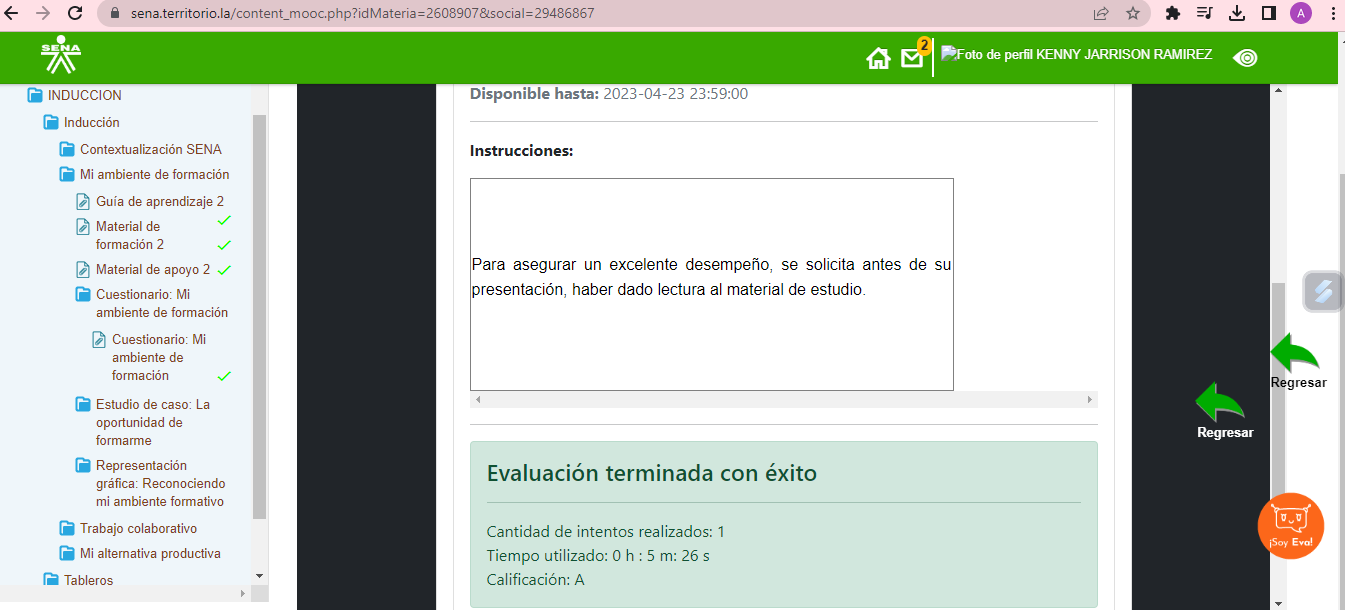 sena.territorio.la/content_mooc.php?idMateria=2608907&social=29486867
A
SENA
2
Foto de perfil KENNY JARRISON RAMIREZ
INDUCCION
Inducción
Contextualización SENA
Mi ambiente de formación
Guía de aprendizaje 2
Material de
formación 2
Material de apoyo 2
Cuestionario: Mi
ambiente de formación
Cuestionario: Mi
ambiente de
formación
Estudio de caso: La
oportunidad de
formarme
Representación
gráfica: Reconociendo
mi ambiente formativo
Trabajo colaborativo
Mi alternativa productiva
Tableros
Disponible hasta: 2023-04-23 23:59:00
Instrucciones:
Para asegurar un excelente desempeño, se solicita antes de su
presentación, haber dado lectura al material de estudio.
Evaluación terminada con éxito
Cantidad de intentos realizados: 1
Tiempo utilizado: 0 h : 5 m: 26 s
Calificación: A
Regresar
Regresar
¡Soy Eva!